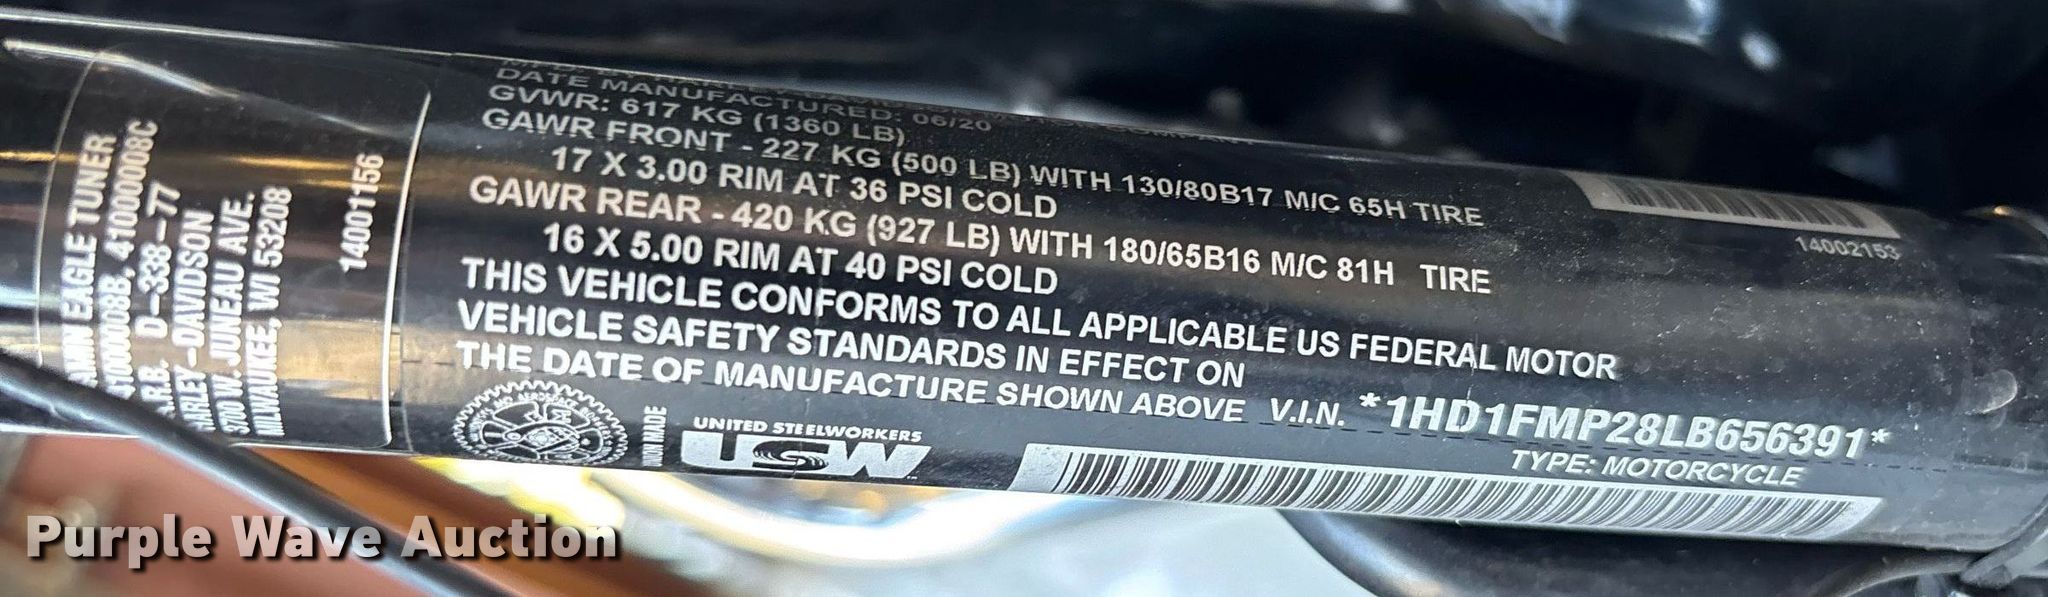 AMIN EAGLE TUNER
41000008B, 41000008C
D-338-77
HARLEY-DAVIDSON
3700 W. JUNEAU AVE.
MILWAUKEE, WI 53208
14001156
DATE MANUFACTURED: 06/20
GVWR: 617 KG (1360 LB)
GAWR FRONT - 227 KG (500 LB) WITH 130/80B17 M/C 65H TIRE
17 X 3.00 RIM AT 36 PSI COLD
GAWR REAR - 420 KG (927 LB) WITH 180/65B16 M/C 81H TIRE
16 X 5.00 RIM AT 40 PSI COLD
THIS VEHICLE CONFORMS TO ALL APPLICABLE US FEDERAL MOTOR
VEHICLE SAFETY STANDARDS IN EFFECT ON
THE DATE OF MANUFACTURE SHOWN ABOVE V.I.N. *1HD1FMP28LB656391*
TYPE: MOTORCYCLE
14002153
UNION MADE
UNITED STEELWORKERS
USW
Purple Wave Auction